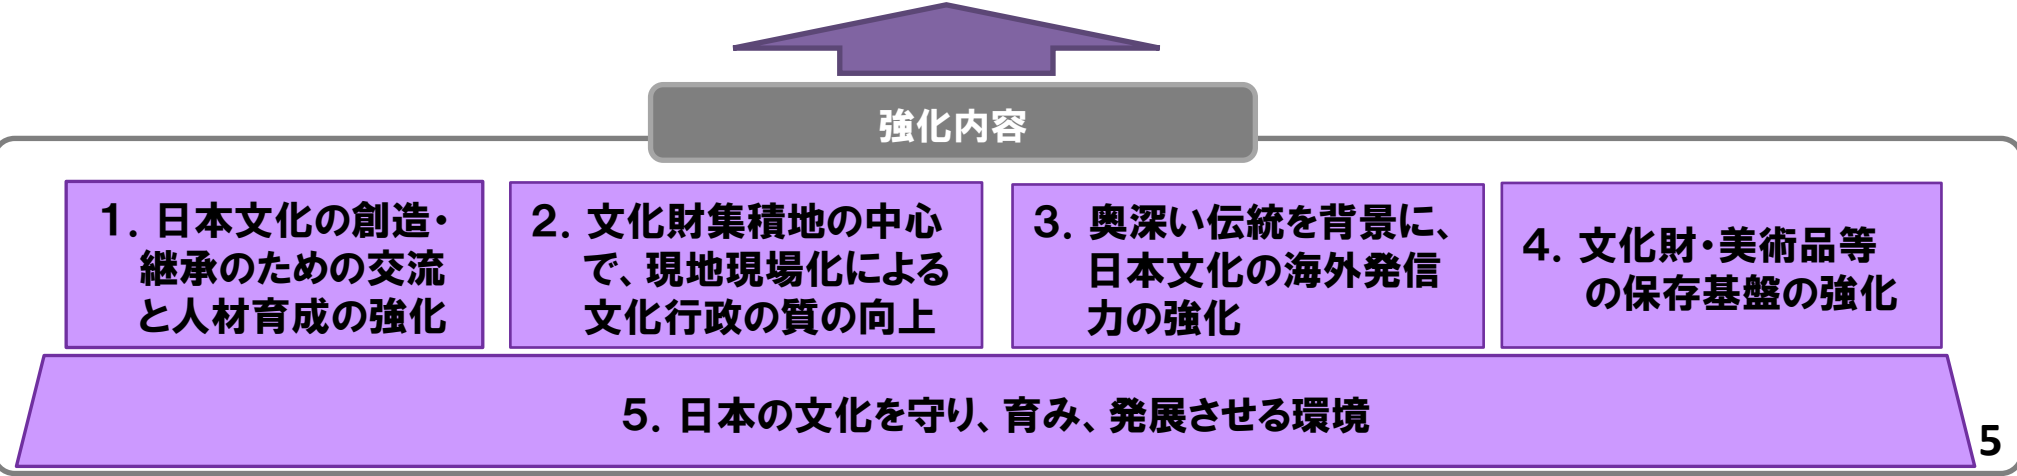 強化内容
1．日本文化の創造・
継承のための交流
と人材育成の強化
2．文化財集積地の中心
で、現地現場化による
文化行政の質の向上
3．奥深い伝統を背景に、
日本文化の海外発信
力の強化
4．文化財・美術品等
の保存基盤の強化
5．日本の文化を守り、育み、発展させる環境
5